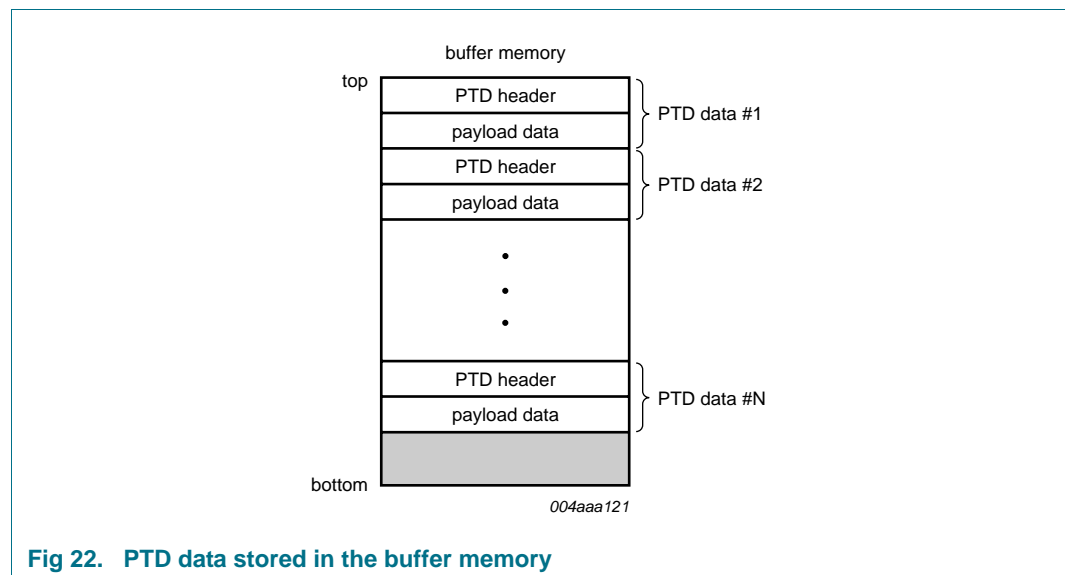 buffer memory
top
PTD header
payload data
PTD data #1
PTD header
payload data
PTD data #2
PTD header
payload data
PTD data #N
bottom
004aaa121
Fig 22. PTD data stored in the buffer memory